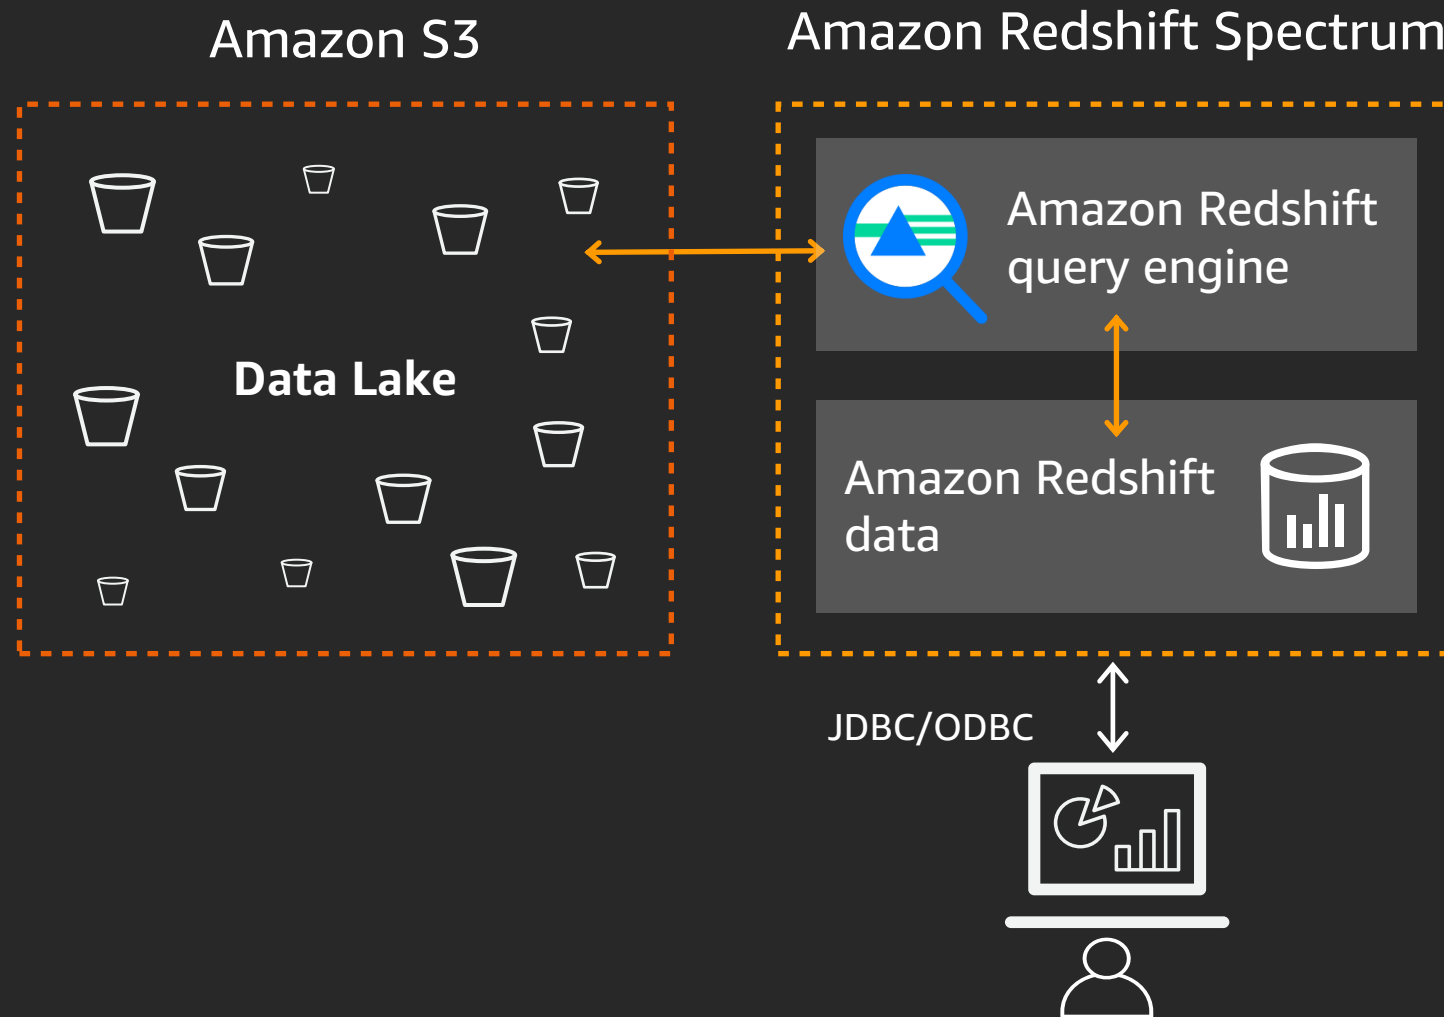 Amazon S3
Amazon Redshift Spectrum
Data Lake
Amazon Redshift
query engine
Amazon Redshift
data
JDBC/ODBC